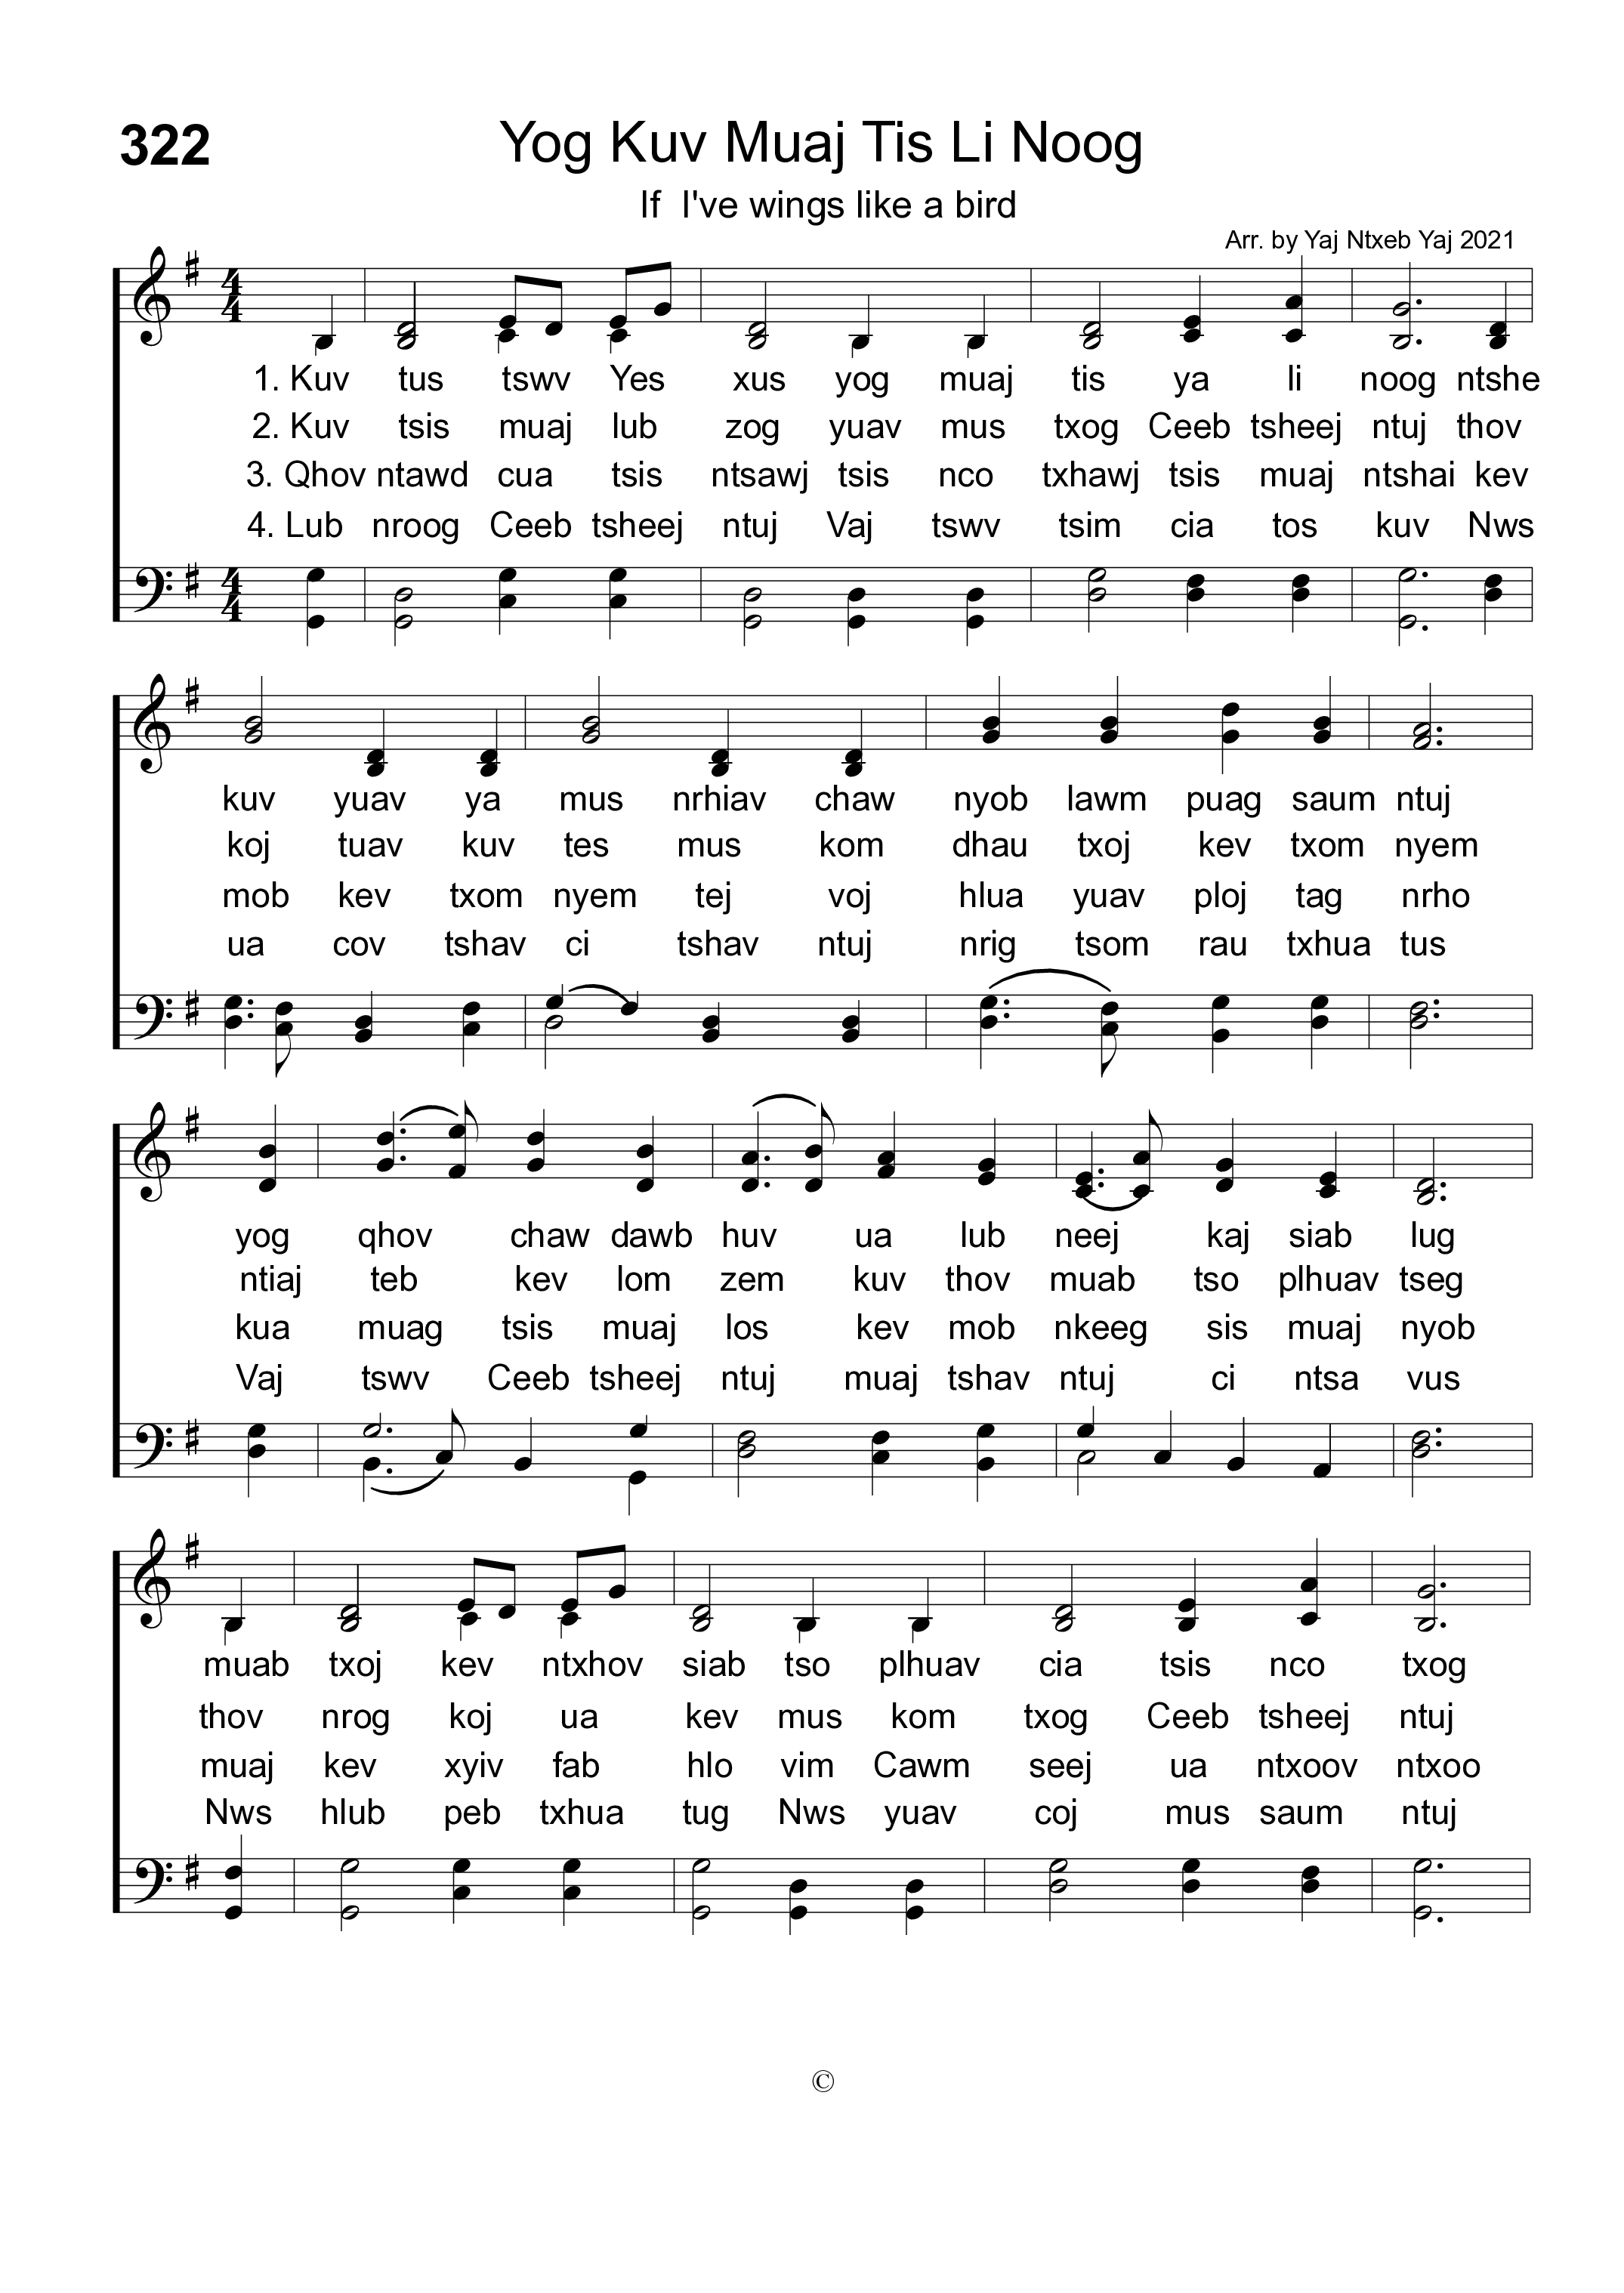 322
Yog Kuv Muaj Tis Li Noog
If I've wings like a bird
Arr. by Yaj Ntxeb Yaj 2021
4
4
1. Kuv tus tswv Yes xus yog muaj tis ya li noog ntshe
2. Kuv tsis muaj lub zog yuav mus txog Ceeb tsheej ntuj thov
3. Qhov ntawd cua tsis ntsawj tsis nco txhawj tsis muaj ntshai kev
4. Lub nroog Ceeb tsheej ntuj Vaj tswv tsim cia tos kuv Nws
4
4
kuv yuav ya mus nrhiav chaw nyob lawm puag saum ntuj
koj tuav kuv tes mus kom dhau txoj kev txom nyem
mob kev txom nyem tej voj hlua yuav ploj tag nrho
ua cov tshav ci tshav ntuj nrig tsom rau txhua tus
yog qhov chaw dawb huv ua lub neej kaj siab lug
ntiaj teb kev lom zem kuv thov muab tso plhuav tseg
kua muag tsis muaj los kev mob nkeeg sis muaj nyob
Vaj tswv Ceeb tsheej ntuj muaj tshav ntuj ci ntsa vus
muab txoj kev ntxhov siab tso plhuav cia tsis nco txog
thov nrog koj ua kev mus kom txog Ceeb tsheej ntuj
muaj kev xyiv fab hlo vim Cawm seej ua ntxoov ntxoo
Nws hlub peb txhua tug Nws yuav coj mus saum ntuj
©